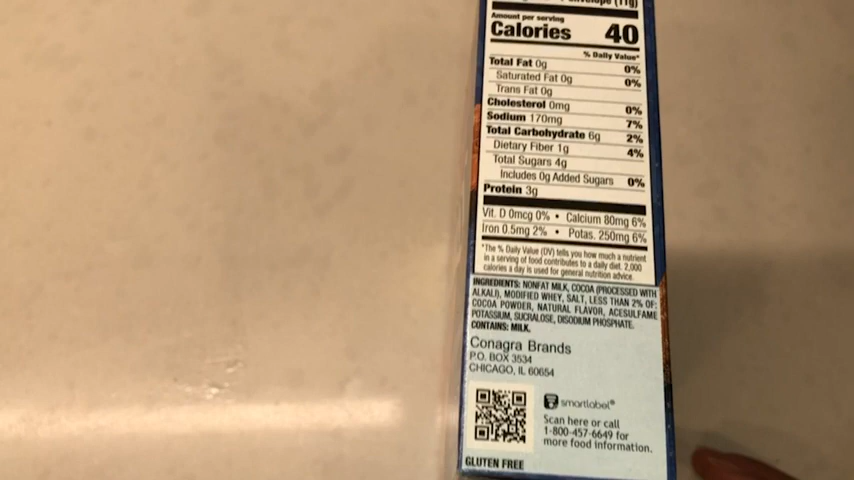 Envelope (11g)
Amount per serving
Calories 40
% Daily Value*
Total Fat 0g 0%
Saturated Fat 0g 0%
Trans Fat 0g
Cholesterol 0mg 0%
Sodium 170mg 7%
Total Carbohydrate 6g 2%
Dietary Fiber 1g 4%
Total Sugars 4g
Includes 0g Added Sugars 0%
Protein 3g
Vit. D 0mcg 0% • Calcium 80mg 6%
Iron 0.5mg 2% • Potas. 250mg 6%
*The % Daily Value (DV) tells you how much a nutrient
in a serving of food contributes to a daily diet. 2,000
calories a day is used for general nutrition advice.
INGREDIENTS: NONFAT MILK, COCOA (PROCESSED WITH
ALKALI), MODIFIED WHEY, SALT, LESS THAN 2% OF:
COCOA POWDER, NATURAL FLAVOR, ACESULFAME
POTASSIUM, SUCRALOSE, DISODIUM PHOSPHATE.
CONTAINS: MILK.
Conagra Brands
P.O. BOX 3534
CHICAGO, IL 60654
smartlabel®
Scan here or call
1-800-457-6649 for
more food information.
GLUTEN FREE